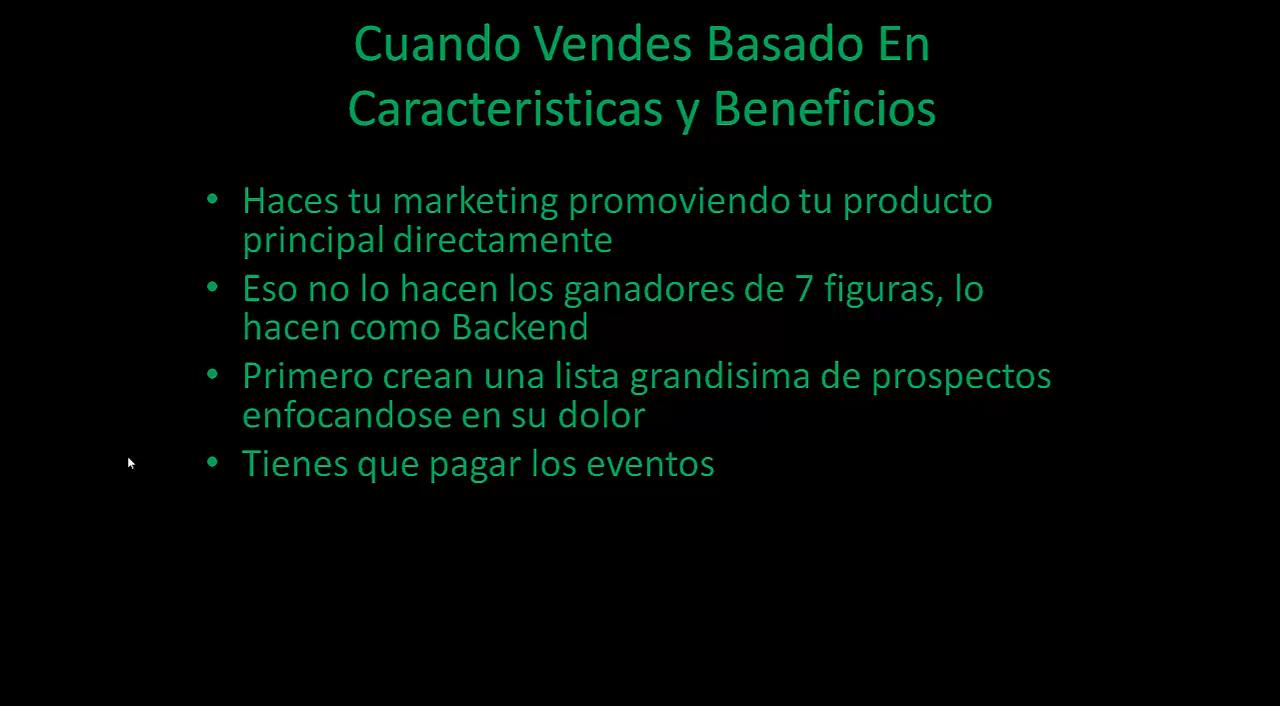 Cuando Vendes Basado En
Caracteristicas y Beneficios
• Haces tu marketing promoviendo tu producto
principal directamente
• Eso no lo hacen los ganadores de 7 figuras, lo
hacen como Backend
• Primero crean una lista grandisima de prospectos
enfocandose en su dolor
• Tienes que pagar los eventos